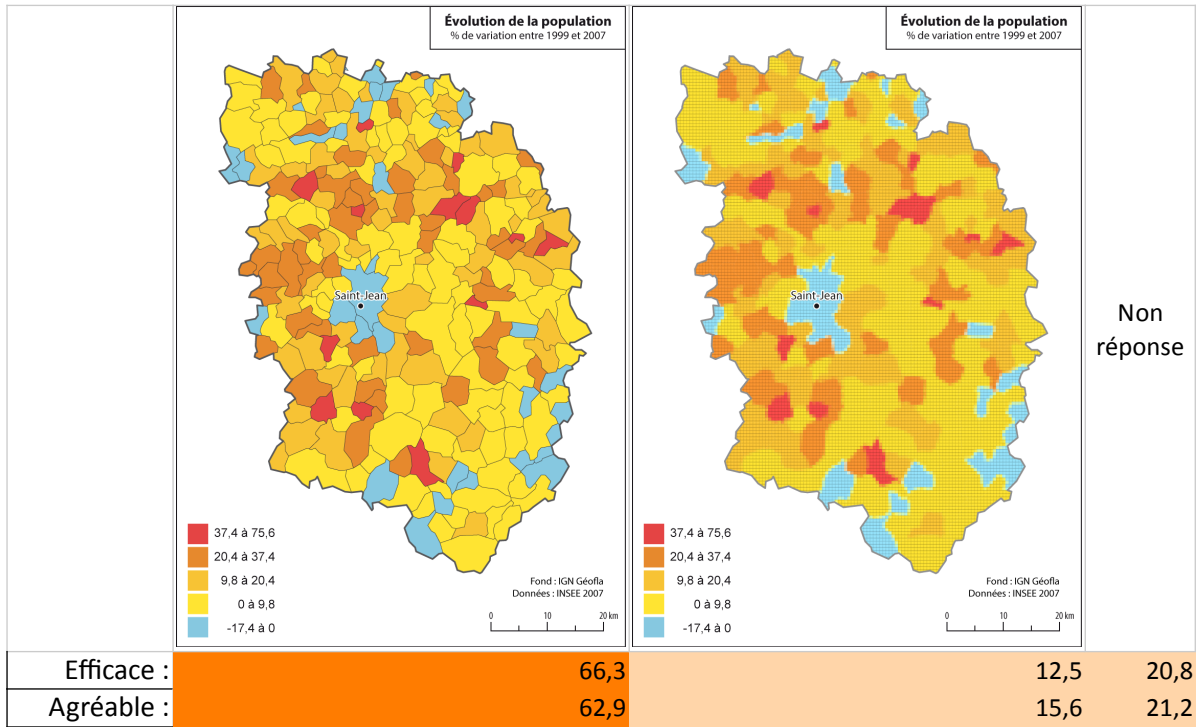 Évolution de la population
% de variation entre 1999 et 2007
Saint-Jean
37,4 à 75,6
20,4 à 37,4
9,8 à 20,4
0 à 9,8
-17,4 à 0
Fond : IGN Géofla
Données : INSEE 2007
0 10 20 km
Évolution de la population
% de variation entre 1999 et 2007
Saint-Jean
37,4 à 75,6
20,4 à 37,4
9,8 à 20,4
0 à 9,8
-17,4 à 0
Fond : IGN Géofla
Données : INSEE 2007
0 10 20 km
Non
réponse
Efficace : 66,3 12,5 20,8
Agréable : 62,9 15,6 21,2